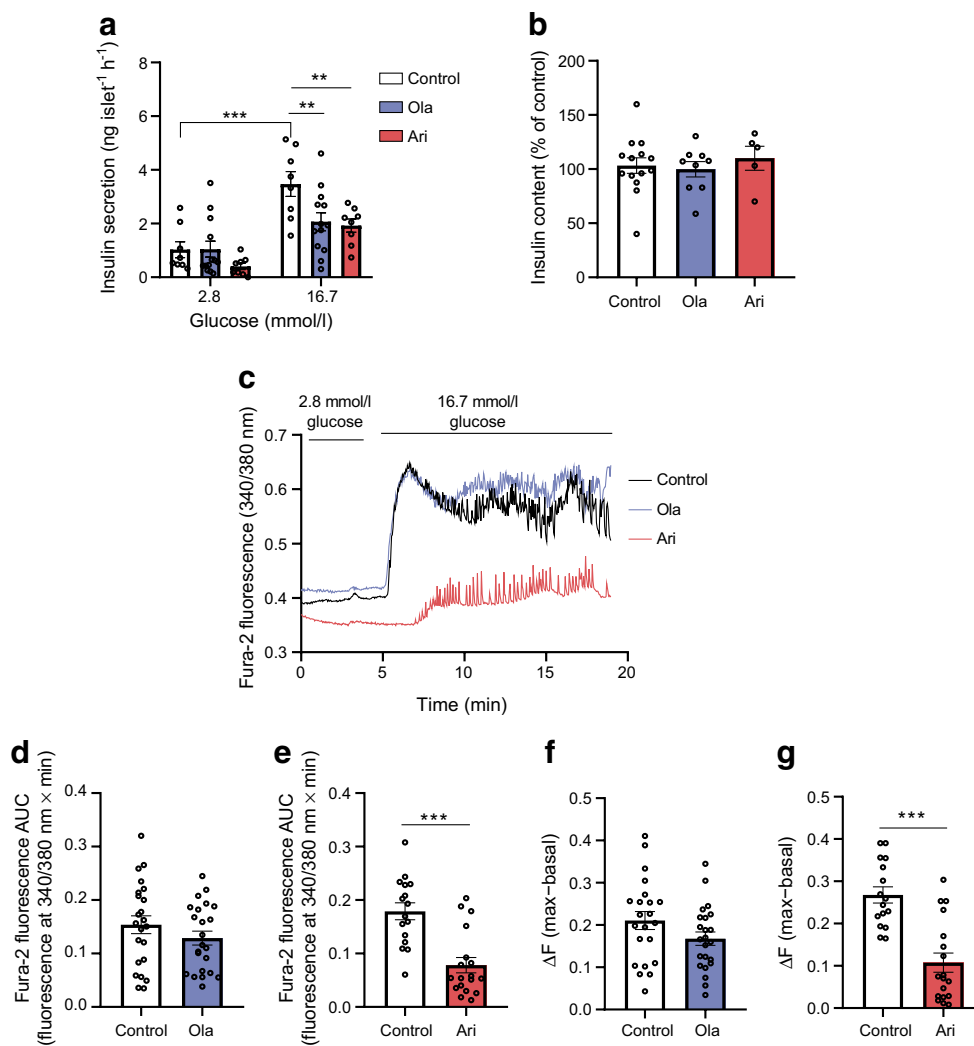 a
Insulin secretion (ng islet⁻¹ h⁻¹)
8
6
4
2
0
***
**
**
Control
Ola
Ari
2.8
16.7
Glucose (mmol/l)
b
Insulin content (% of control)
200
150
100
50
0
Control
Ola
Ari
c
2.8 mmol/l
glucose
16.7 mmol/l
glucose
Fura-2 fluorescence (340/380 nm)
0.7
0.6
0.5
0.4
0.3
0
5
10
15
20
Time (min)
Control
Ola
Ari
d
Fura-2 fluorescence AUC
(fluorescence at 340/380 nm × min)
0.4
0.3
0.2
0.1
0.0
Control
Ola
e
Fura-2 fluorescence AUC
(fluorescence at 340/380 nm × min)
0.4
0.3
0.2
0.1
0.0
***
Control
Ari
f
ΔF (max−basal)
0.5
0.4
0.3
0.2
0.1
0.0
Control
Ola
g
ΔF (max−basal)
0.5
0.4
0.3
0.2
0.1
0.0
***
Control
Ari